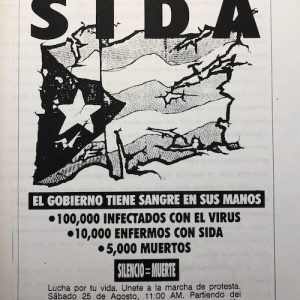 SIDA
EL GOBIERNO TIENE SANGRE EN SUS MANOS
•100,000 INFECTADOS CON EL VIRUS
•10,000 ENFERMOS CON SIDA
•5,000 MUERTOS
SILENCIO=MUERTE
Lucha por tu vida. Unete a la marcha de protesta.
Sábado 25 de Agosto, 11:00 AM. Partiendo del